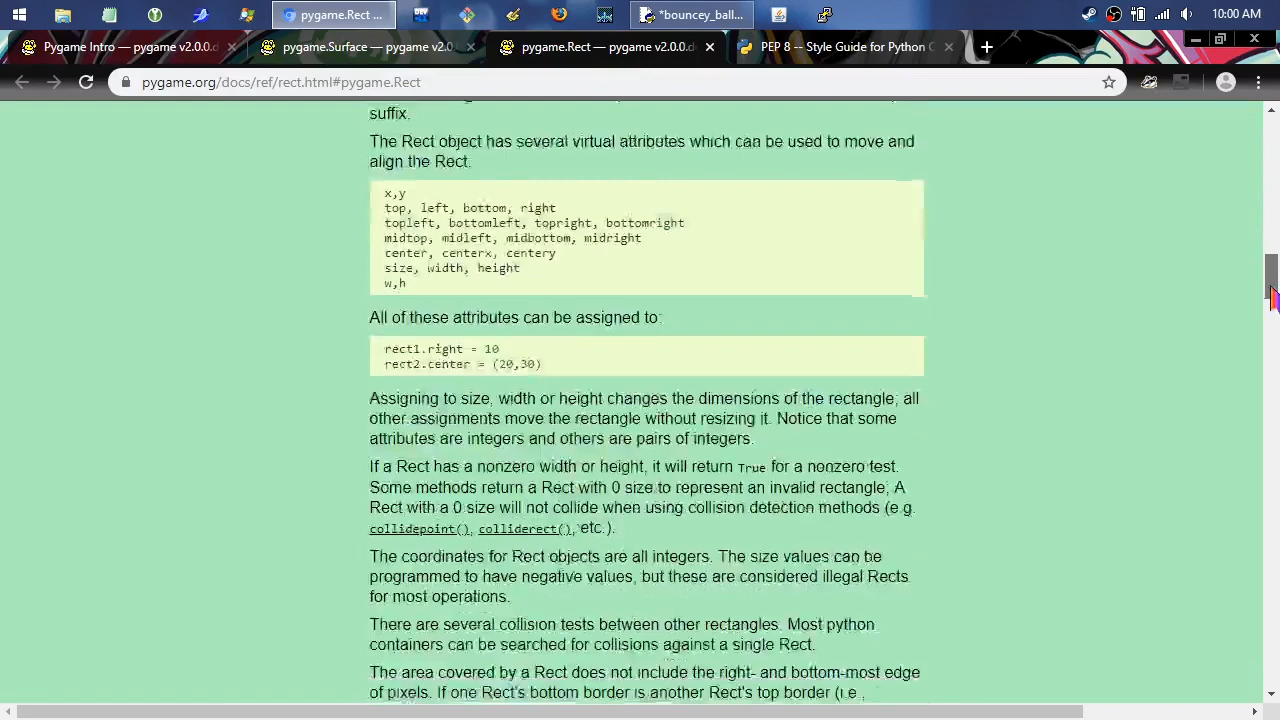 pygame.Rect ...
*bouncey_ball...
10:00 AM
Pygame Intro — pygame v2.0.0.d
pygame.Surface — pygame v2.0
pygame.Rect — pygame v2.0.0.d
PEP 8 -- Style Guide for Python C
pygame.org/docs/ref/rect.html#pygame.Rect
suffix.
The Rect object has several virtual attributes which can be used to move and
align the Rect.
x,y
top, left, bottom, right
topleft, bottomleft, topright, bottomright
midtop, midleft, midbottom, midright
center, centerx, centery
size, width, height
w,h
All of these attributes can be assigned to:
rect1.right = 10
rect2.center = (20,30)
Assigning to size, width or height changes the dimensions of the rectangle; all
other assignments move the rectangle without resizing it. Notice that some
attributes are integers and others are pairs of integers.
If a Rect has a nonzero width or height, it will return True for a nonzero test.
Some methods return a Rect with 0 size to represent an invalid rectangle; A
Rect with a 0 size will not collide when using collision detection methods (e.g.
collidepoint(), colliderect(), etc.).
The coordinates for Rect objects are all integers. The size values can be
programmed to have negative values, but these are considered illegal Rects
for most operations.
There are several collision tests between other rectangles. Most python
containers can be searched for collisions against a single Rect.
The area covered by a Rect does not include the right- and bottom-most edge
of pixels. If one Rect's bottom border is another Rect's top border (i.e.,